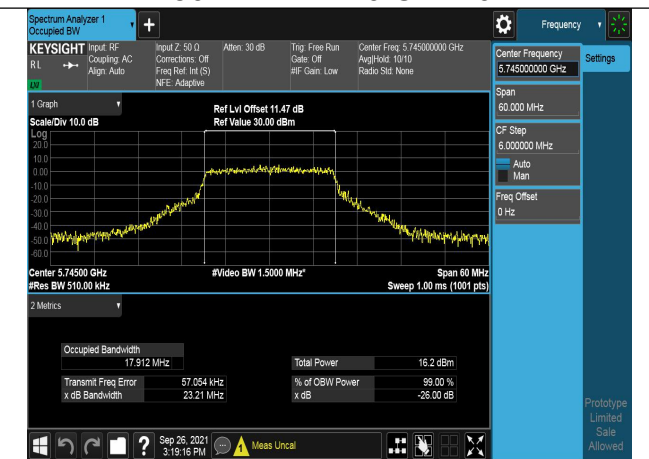 Spectrum Analyzer 1
Occupied BW
+
Frequency
KEYSIGHT
RL
LXI
Input: RF
Coupling: AC
Align: Auto
Input Z: 50 Ω
Corrections: Off
Freq Ref: Int (S)
NFE: Adaptive
Atten: 30 dB
Trig: Free Run
Gate: Off
#IF Gain: Low
Center Freq: 5.745000000 GHz
Avg|Hold: 10/10
Radio Std: None
Center Frequency
5.745000000 GHz
Settings
Span
60.000 MHz
CF Step
6.000000 MHz
Auto
Man
Freq Offset
0 Hz
1 Graph
Scale/Div 10.0 dB
Ref Lvl Offset 11.47 dB
Ref Value 30.00 dBm
Log
20.0
10.0
0.00
-10.0
-20.0
-30.0
-40.0
-50.0
-60.0
Center 5.74500 GHz
#Video BW 1.5000 MHz*
Span 60 MHz
#Res BW 510.00 kHz
Sweep 1.00 ms (1001 pts)
2 Metrics
Occupied Bandwidth
17.912 MHz
Total Power 16.2 dBm
Transmit Freq Error 57.054 kHz
% of OBW Power 99.00 %
x dB Bandwidth 23.21 MHz
x dB -26.00 dB
Prototype
Limited
Sale
Allowed
?
Sep 26, 2021
3:19:16 PM
Meas Uncal